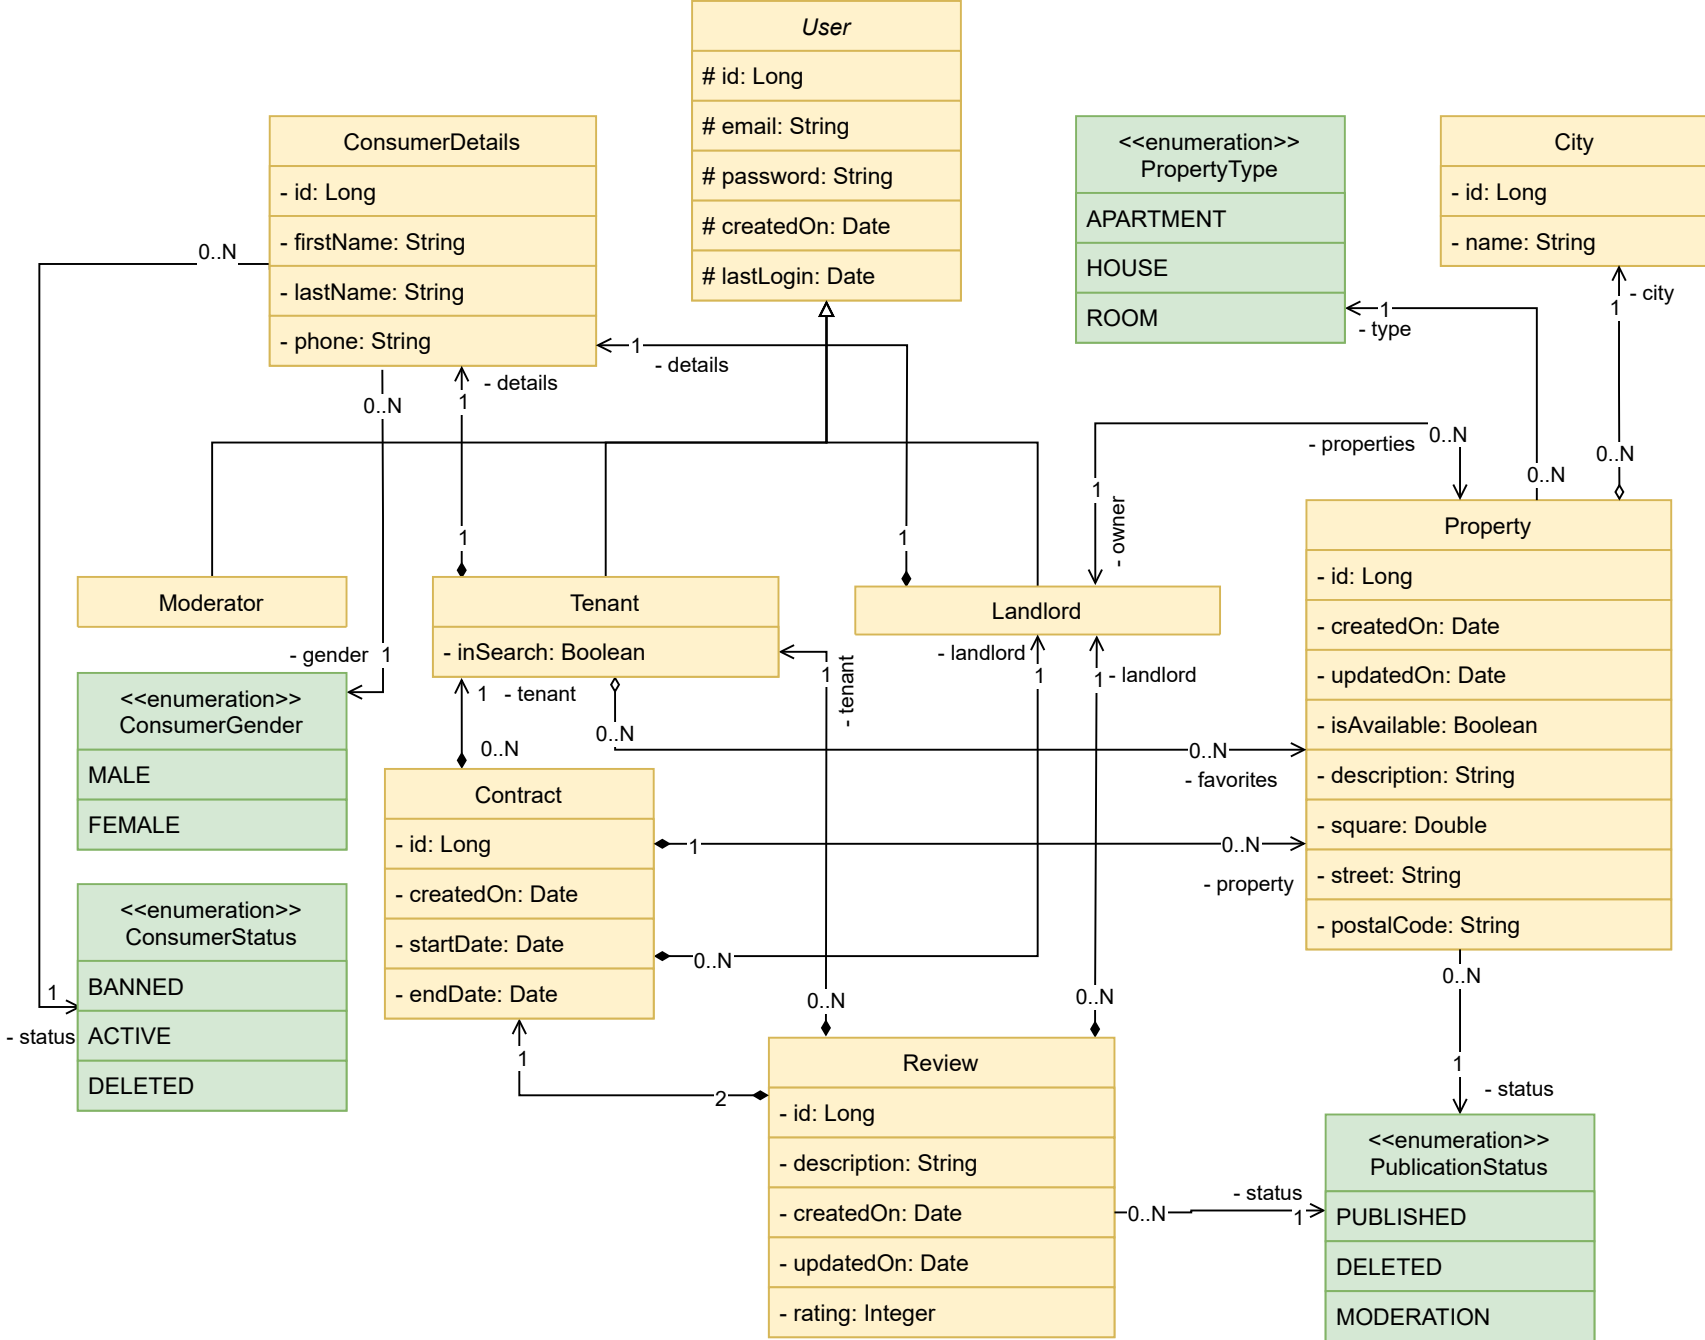 User
# id: Long
# email: String
# password: String
# createdOn: Date
# lastLogin: Date
ConsumerDetails
- id: Long
- firstName: String
- lastName: String
- phone: String
<<enumeration>>
PropertyType
APARTMENT
HOUSE
ROOM
City
- id: Long
- name: String
0..N
1
- city
1
- type
1
- details
- details
1
0..N
0..N
- properties
0..N
0..N
1
- owner
1
1
Moderator
Tenant
- inSearch: Boolean
Landlord
Property
- id: Long
- createdOn: Date
- updatedOn: Date
- isAvailable: Boolean
- description: String
- square: Double
- street: String
- postalCode: String
- gender
1
- landlord
1
1
- landlord
1
- tenant
1
- tenant
<<enumeration>>
ConsumerGender
MALE
FEMALE
0..N
0..N
0..N
- favorites
Contract
- id: Long
- createdOn: Date
- startDate: Date
- endDate: Date
1
0..N
- property
0..N
<<enumeration>>
ConsumerStatus
BANNED
ACTIVE
DELETED
1
- status
0..N
0..N
0..N
1
2
1
- status
Review
- id: Long
- description: String
- createdOn: Date
- updatedOn: Date
- rating: Integer
0..N
- status
1
<<enumeration>>
PublicationStatus
PUBLISHED
DELETED
MODERATION